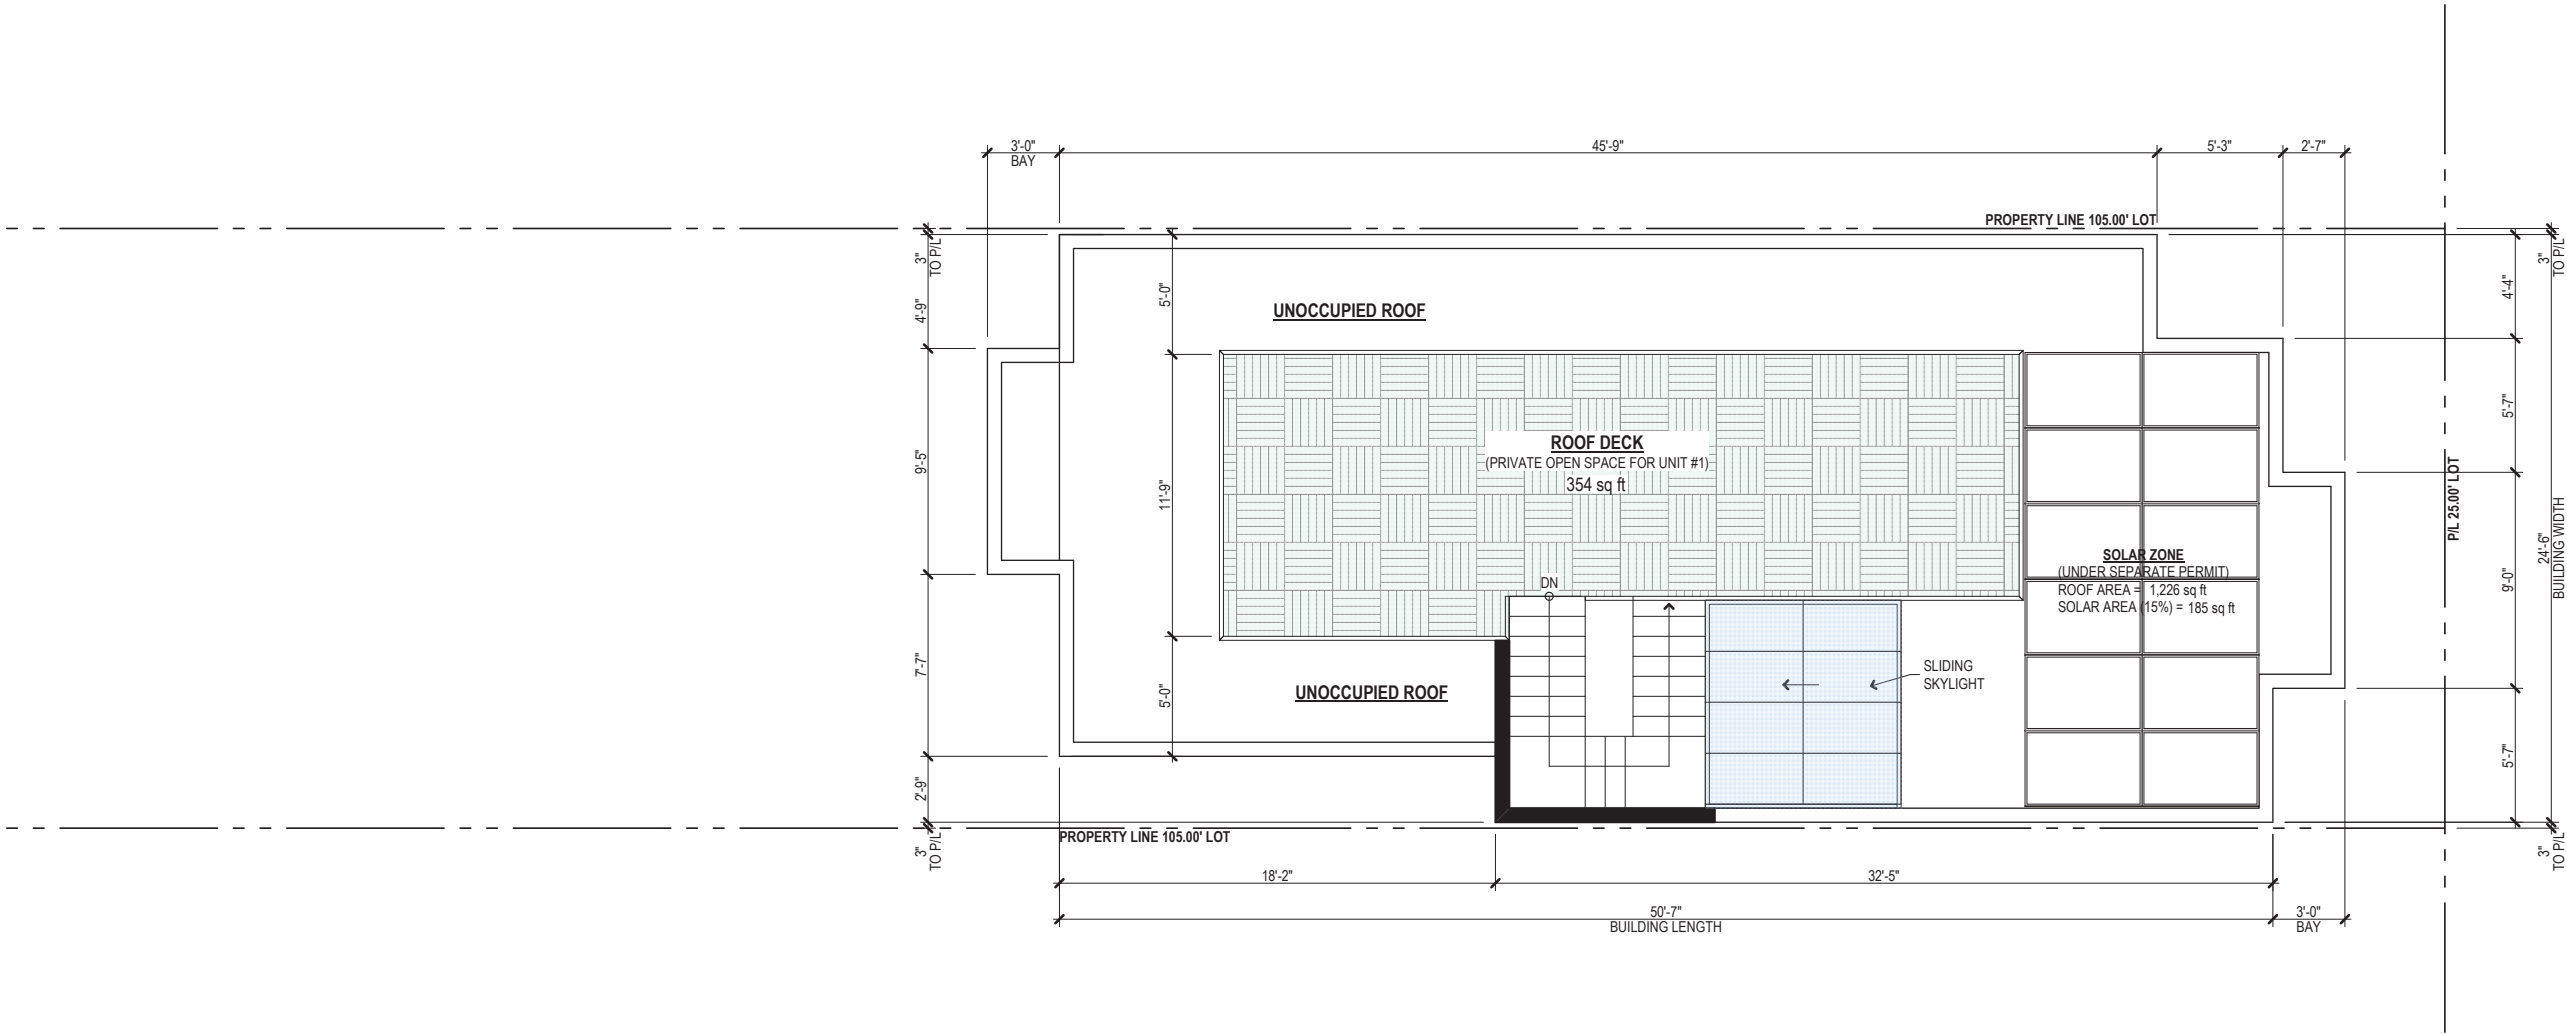 3'-0"
BAY
45'-9"
5'-3"
2'-7"
PROPERTY LINE 105.00' LOT
3"
TO P/L
4'-9"
9'-5"
7'-7"
2'-9"
3"
TO P/L
5'-0"
11'-9"
5'-0"
UNOCCUPIED ROOF
ROOF DECK
(PRIVATE OPEN SPACE FOR UNIT #1)
354 sq ft
DN
UNOCCUPIED ROOF
SLIDING
SKYLIGHT
SOLAR ZONE
(UNDER SEPARATE PERMIT)
ROOF AREA = 1,226 sq ft
SOLAR AREA (15%) = 185 sq ft
P/L 25.00' LOT
4'-4"
5'-7"
9'-0"
5'-7"
3"
TO P/L
24'-6"
BUILDING WIDTH
3"
TO P/L
PROPERTY LINE 105.00' LOT
18'-2"
32'-5"
50'-7"
BUILDING LENGTH
3'-0"
BAY